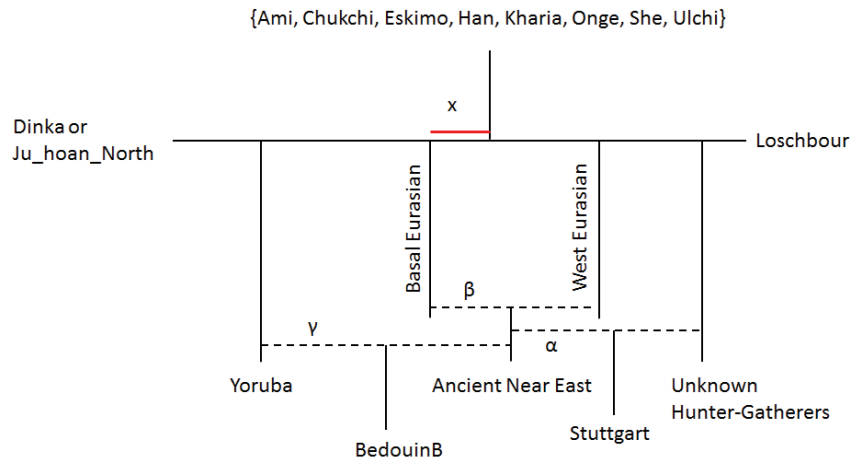 {Ami, Chukchi, Eskimo, Han, Kharia, Onge, She, Ulchi}
x
Dinka or
Ju_hoan_North
Loschbour
Basal Eurasian
West Eurasian
β
γ
α
Yoruba
Ancient Near East
Unknown
Hunter-Gatherers
BedouinB
Stuttgart